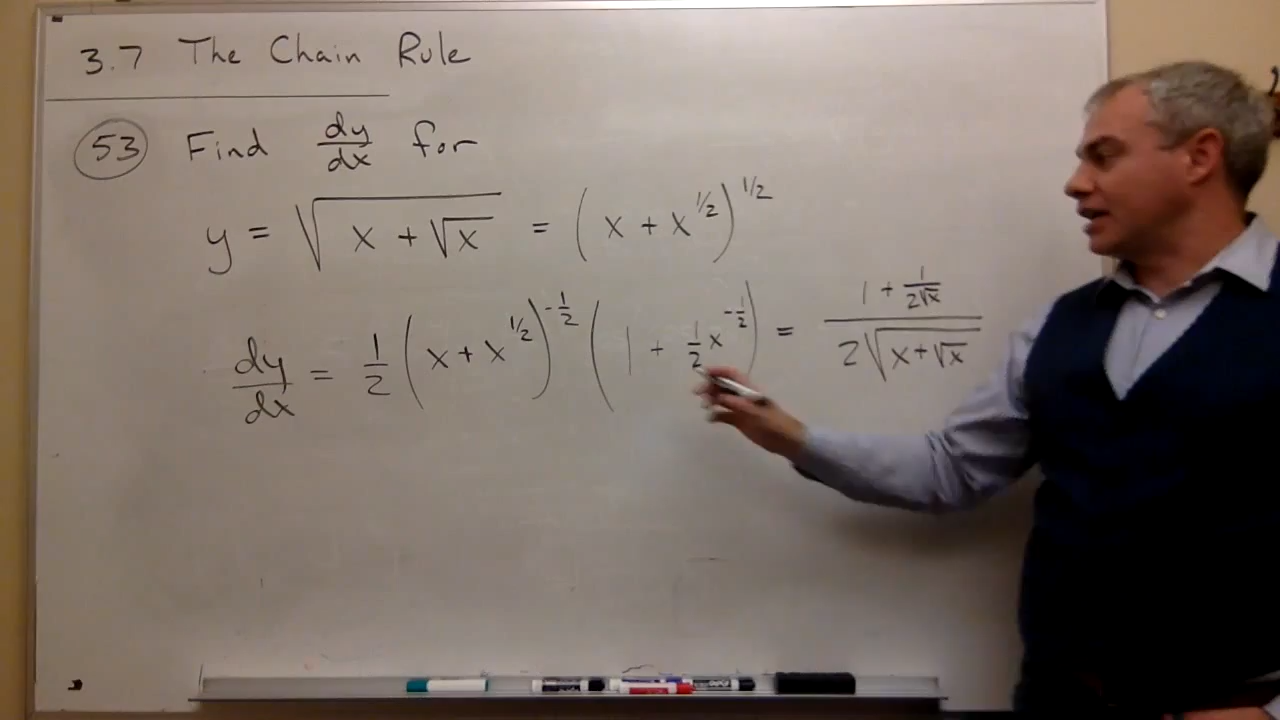 3.7 The Chain Rule
53 Find dy/dx for
y = √(x + √x) = (x + x^1/2)^1/2
dy/dx = 1/2 (x + x^1/2)^-1/2 (1 + 1/2 x^-1/2) = (1 + 1/(2√x))/(2√(x+√x))